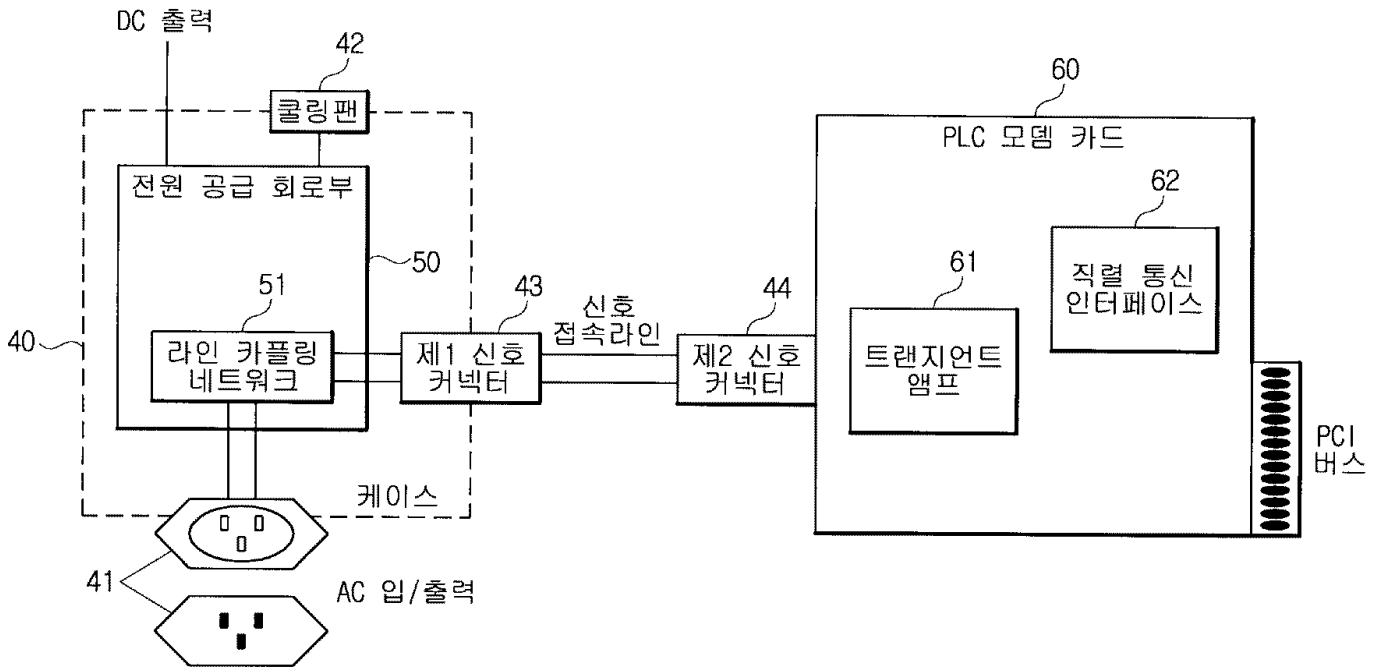 DC 출력
42
쿨링팬
전원 공급 회로부
50
51
라인 카플링
네트워크
40
43
제1 신호
커넥터
신호
접속라인
44
제2 신호
커넥터
케이스
41
AC 입/출력
60
PLC 모뎀 카드
62
직렬 통신
인터페이스
61
트랜지언트
앰프
PCI
버스